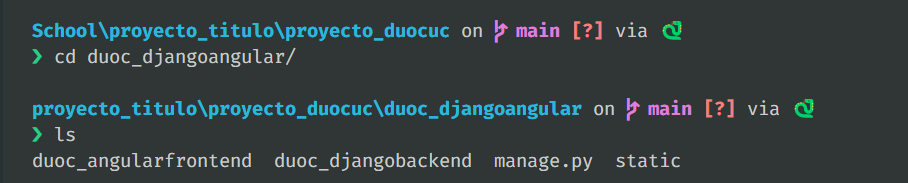 School\proyecto_titulo\proyecto_duocuc on main [?] via
❯ cd duoc_djangoangular/
proyecto_titulo\proyecto_duocuc\duoc_djangoangular on main [?] via
❯ ls
duoc_angularfrontend duoc_djangobackend manage.py static